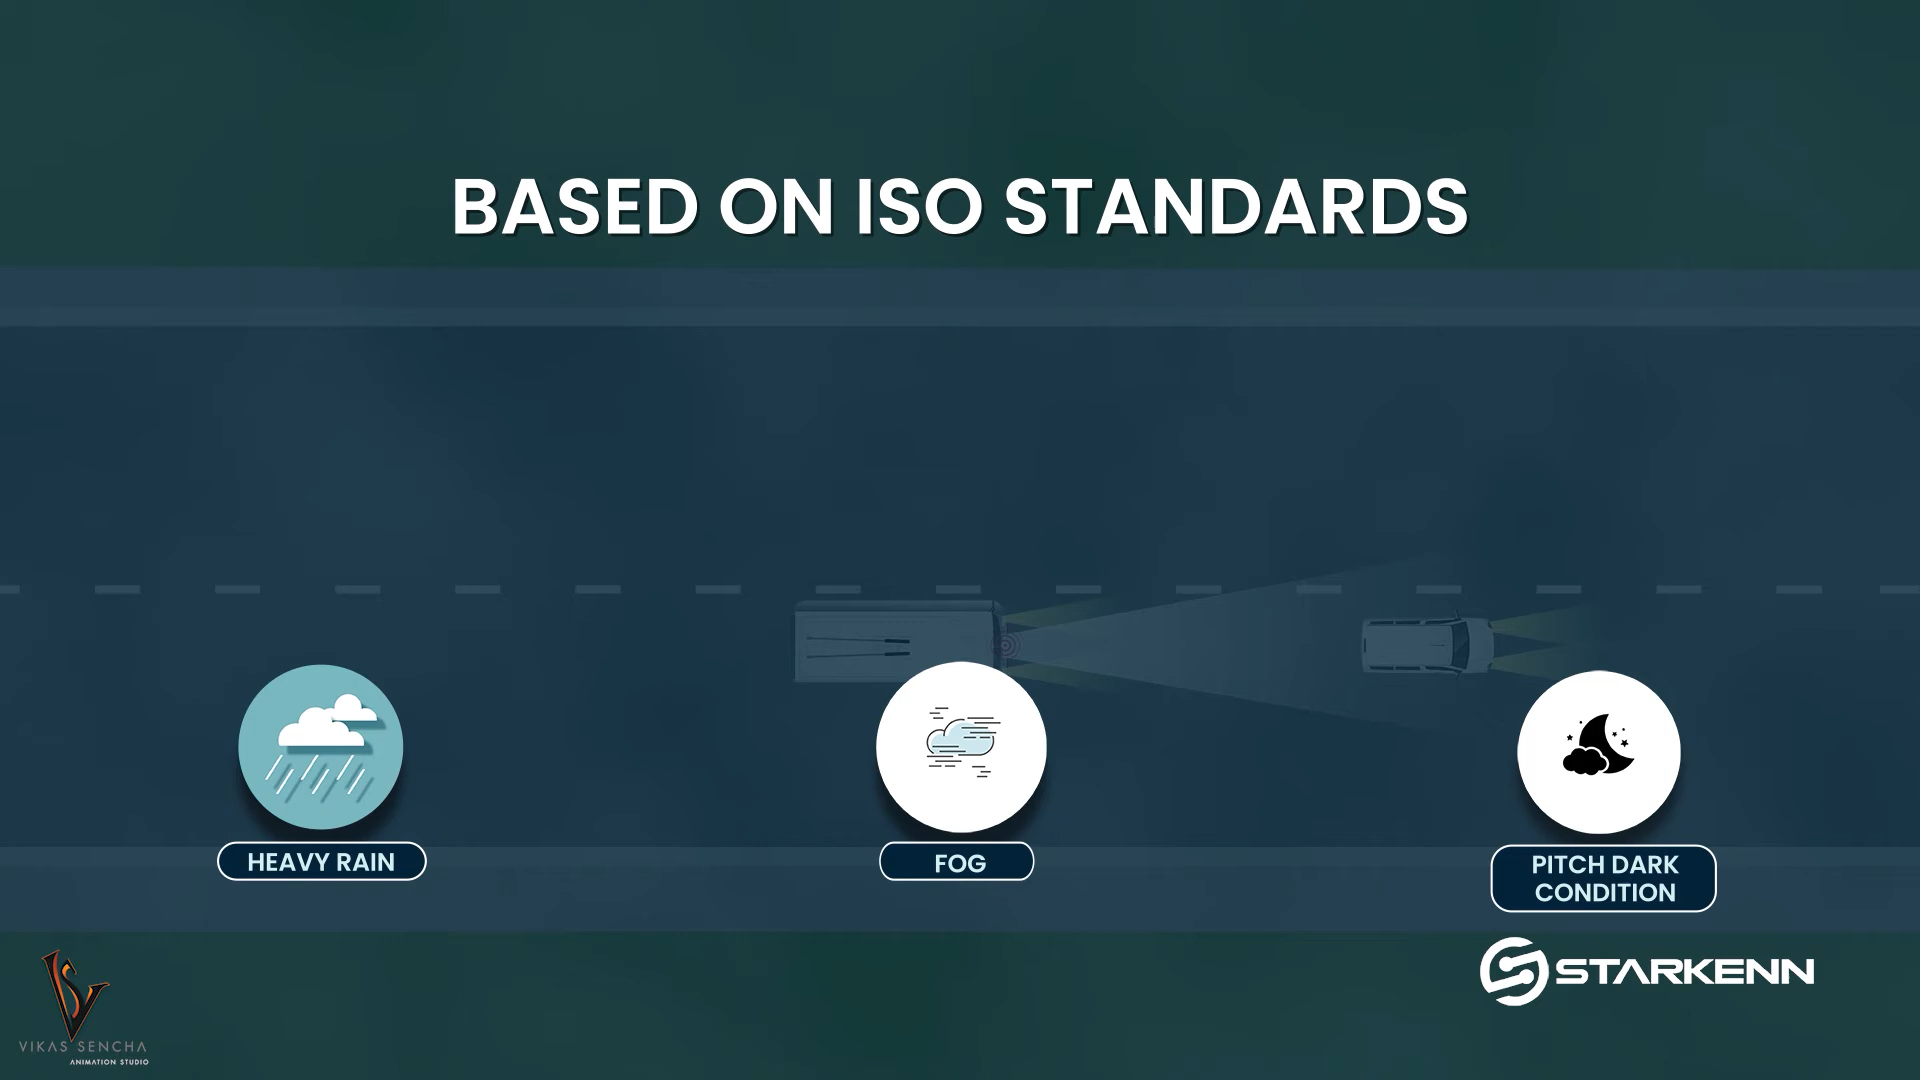 BASED ON ISO STANDARDS
HEAVY RAIN
FOG
PITCH DARK
CONDITION
STARKENN
VIKAS SENCHA
ANIMATION STUDIO